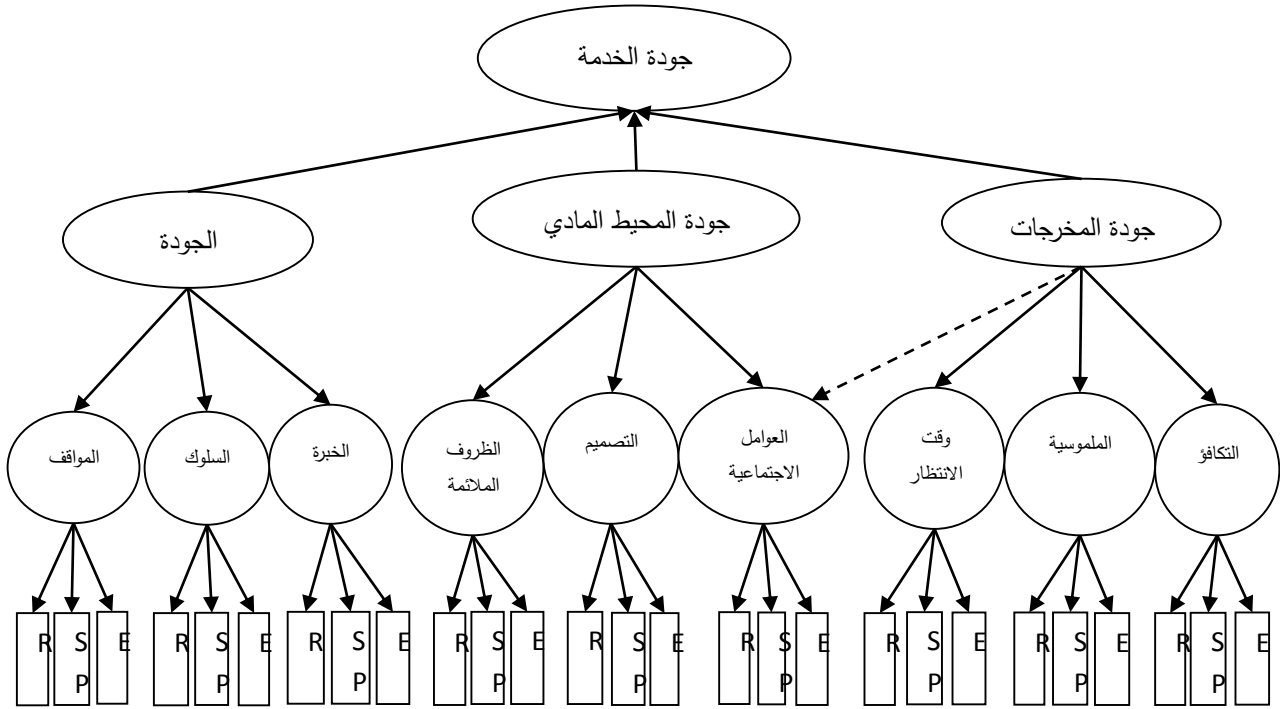 جودة الخدمة
جودة المخرجات
جودة المحيط المادي
الجودة
التكافؤ
الملموسية
وقت
الانتظار
العوامل
الاجتماعية
التصميم
الظروف
الملائمة
الخبرة
السلوك
المواقف
R
S
P
E
R
S
P
E
R
S
P
E
R
S
P
E
R
S
P
E
R
S
P
E
R
S
P
E
R
S
P
E
R
S
P
E